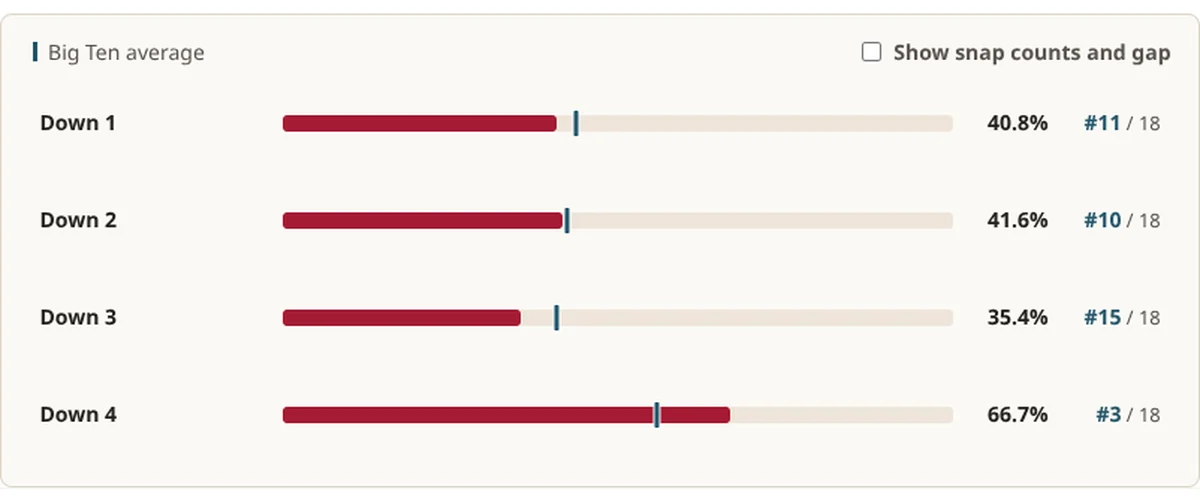 Big Ten average
Show snap counts and gap
Down 1 40.8% #11 / 18
Down 2 41.6% #10 / 18
Down 3 35.4% #15 / 18
Down 4 66.7% #3 / 18